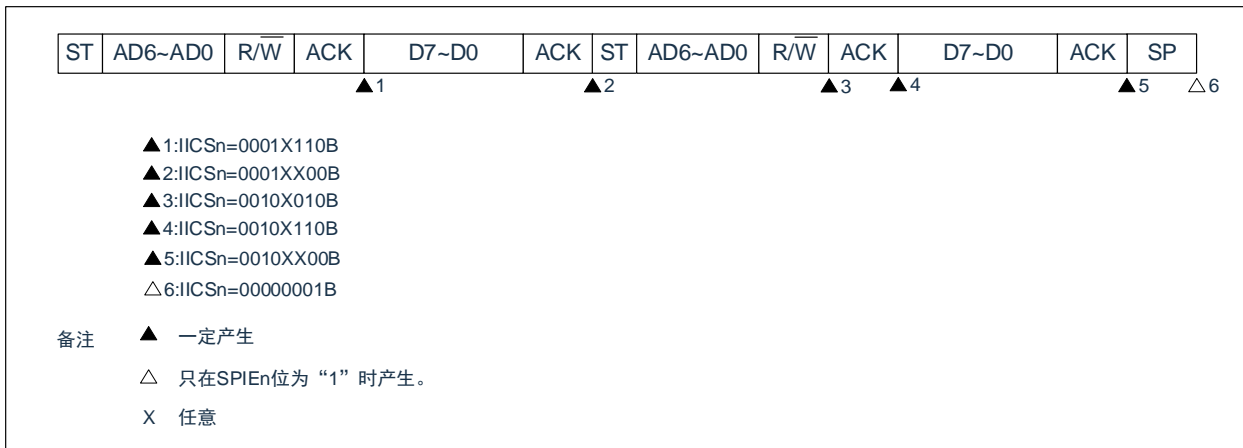 ST AD6~AD0 R/W ACK D7~D0 ACK ST AD6~AD0 R/W ACK D7~D0 ACK SP
▲1 ▲2 ▲3 ▲4 ▲5 △6
▲1:IICSn=0001X110B
▲2:IICSn=0001XX00B
▲3:IICSn=0010X010B
▲4:IICSn=0010X110B
▲5:IICSn=0010XX00B
△6:IICSn=00000001B
备注 ▲ 一定产生
△ 只在SPIEn位为“1”时产生。
X 任意